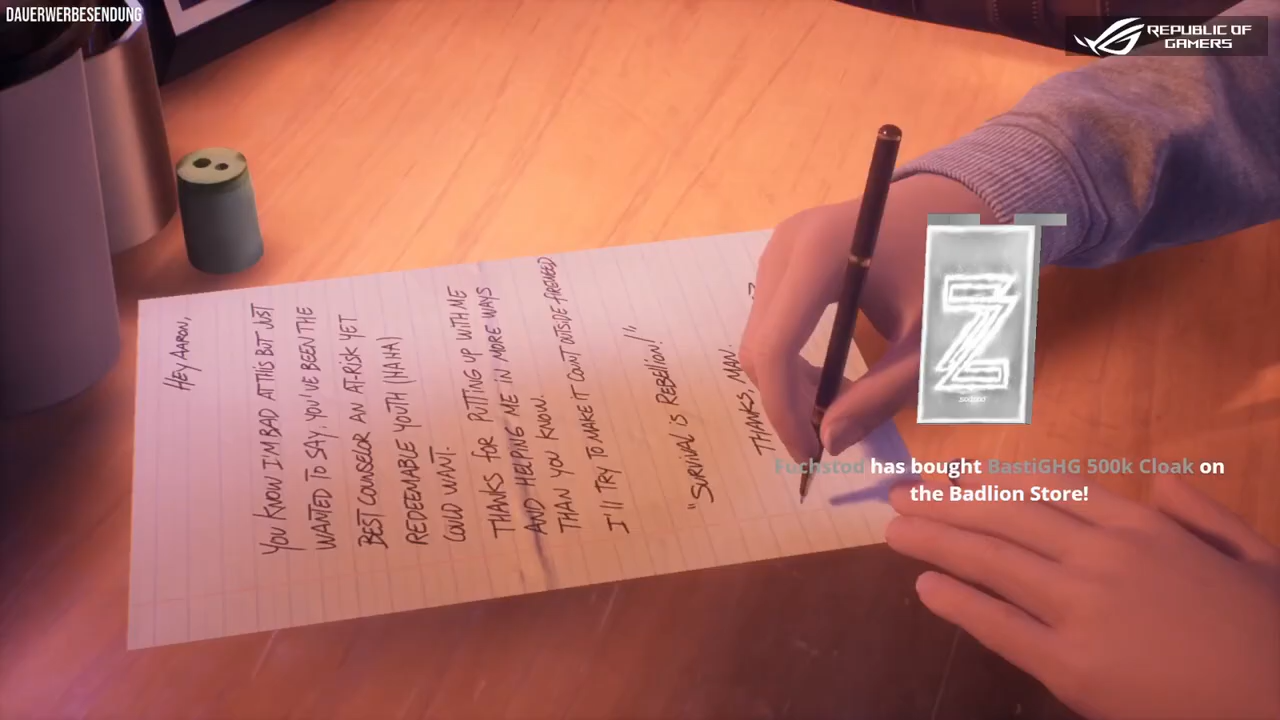 DAUERWERBESENDUNG
REPUBLIC OF
GAMERS
HEY AARON,
YOU KNOW I'M BAD AT THIS BUT JUST
WANTED TO SAY, YOU'VE BEEN THE
BEST COUNSELOR AN AT-RISK YET
REDEEMABLE YOUTH (HAHA)
COULD WANT.
THANKS FOR PUTTING UP WITH ME
AND HELPING ME IN MORE WAYS
THAN YOU KNOW.
I'LL TRY TO MAKE IT COUNT OUTSIDE
"SURVIVAL IS REBELLION!"
THANKS, MAN.
Z
Fuchstod has bought BastiGHG 500k Cloak on
the Badlion Store!